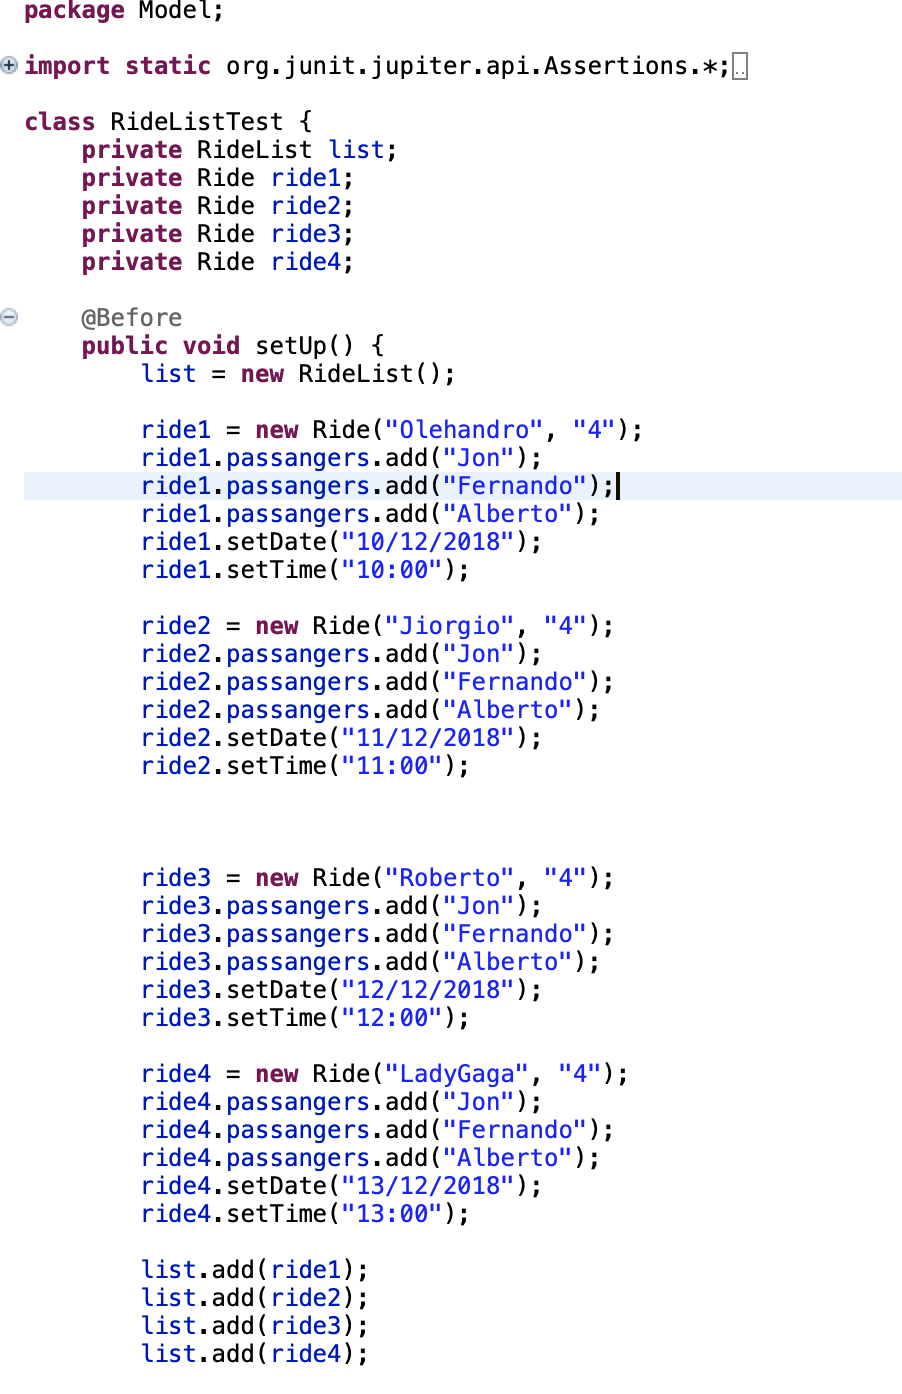 package Model;
import static org.junit.jupiter.api.Assertions.*;
class RideListTest {
private RideList list;
private Ride ride1;
private Ride ride2;
private Ride ride3;
private Ride ride4;
@Before
public void setUp() {
list = new RideList();
ride1 = new Ride("Olehandro", "4");
ride1.passangers.add("Jon");
ride1.passangers.add("Fernando");
ride1.passangers.add("Alberto");
ride1.setDate("10/12/2018");
ride1.setTime("10:00");
ride2 = new Ride("Jiorgio", "4");
ride2.passangers.add("Jon");
ride2.passangers.add("Fernando");
ride2.passangers.add("Alberto");
ride2.setDate("11/12/2018");
ride2.setTime("11:00");
ride3 = new Ride("Roberto", "4");
ride3.passangers.add("Jon");
ride3.passangers.add("Fernando");
ride3.passangers.add("Alberto");
ride3.setDate("12/12/2018");
ride3.setTime("12:00");
ride4 = new Ride("LadyGaga", "4");
ride4.passangers.add("Jon");
ride4.passangers.add("Fernando");
ride4.passangers.add("Alberto");
ride4.setDate("13/12/2018");
ride4.setTime("13:00");
list.add(ride1);
list.add(ride2);
list.add(ride3);
list.add(ride4);